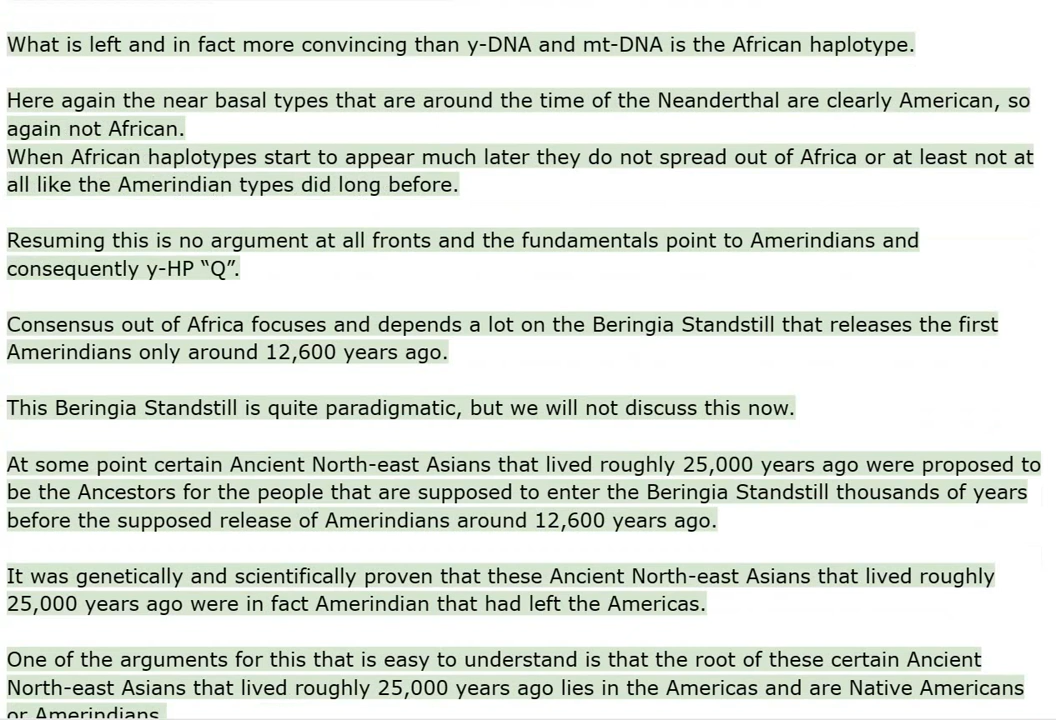 What is left and in fact more convincing than y-DNA and mt-DNA is the African haplotype.
Here again the near basal types that are around the time of the Neanderthal are clearly American, so
again not African.
When African haplotypes start to appear much later they do not spread out of Africa or at least not at
all like the Amerindian types did long before.
Resuming this is no argument at all fronts and the fundamentals point to Amerindians and
consequently y-HP “Q”.
Consensus out of Africa focuses and depends a lot on the Beringia Standstill that releases the first
Amerindians only around 12,600 years ago.
This Beringia Standstill is quite paradigmatic, but we will not discuss this now.
At some point certain Ancient North-east Asians that lived roughly 25,000 years ago were proposed to
be the Ancestors for the people that are supposed to enter the Beringia Standstill thousands of years
before the supposed release of Amerindians around 12,600 years ago.
It was genetically and scientifically proven that these Ancient North-east Asians that lived roughly
25,000 years ago were in fact Amerindian that had left the Americas.
One of the arguments for this that is easy to understand is that the root of these certain Ancient
North-east Asians that lived roughly 25,000 years ago lies in the Americas and are Native Americans
or Amerindians.